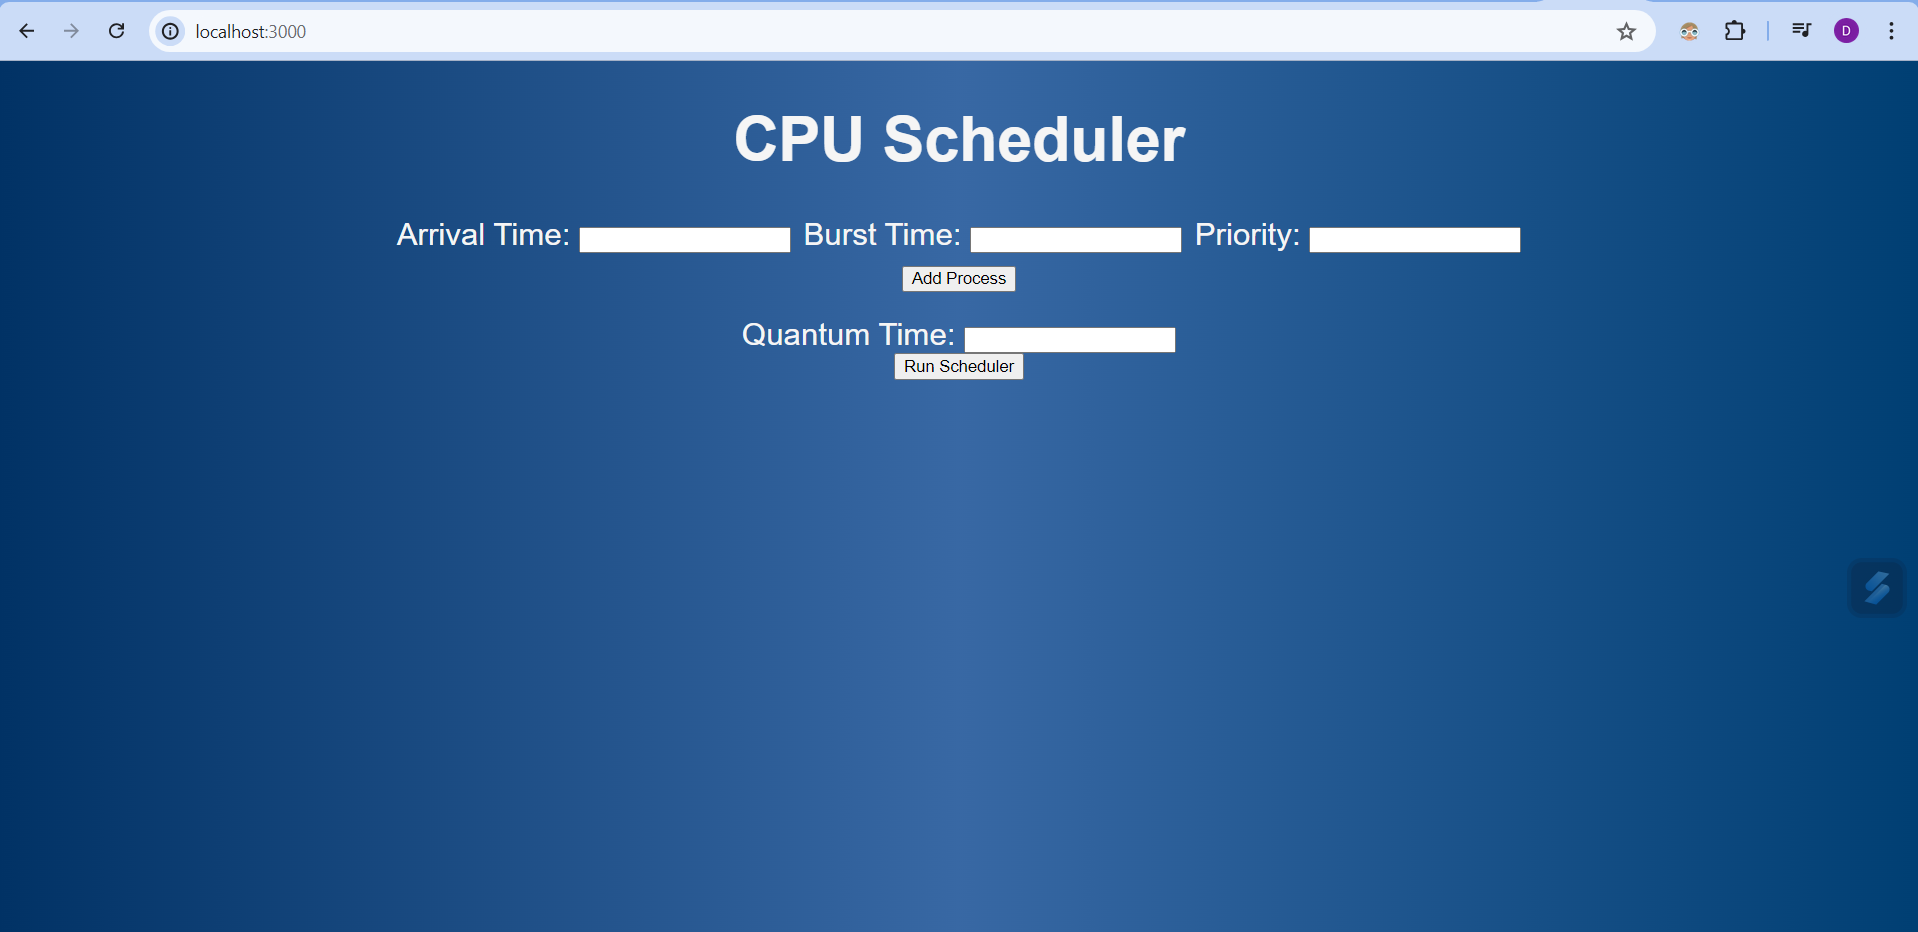 localhost:3000
D
CPU Scheduler
Arrival Time: Burst Time: Priority:
Add Process
Quantum Time:
Run Scheduler